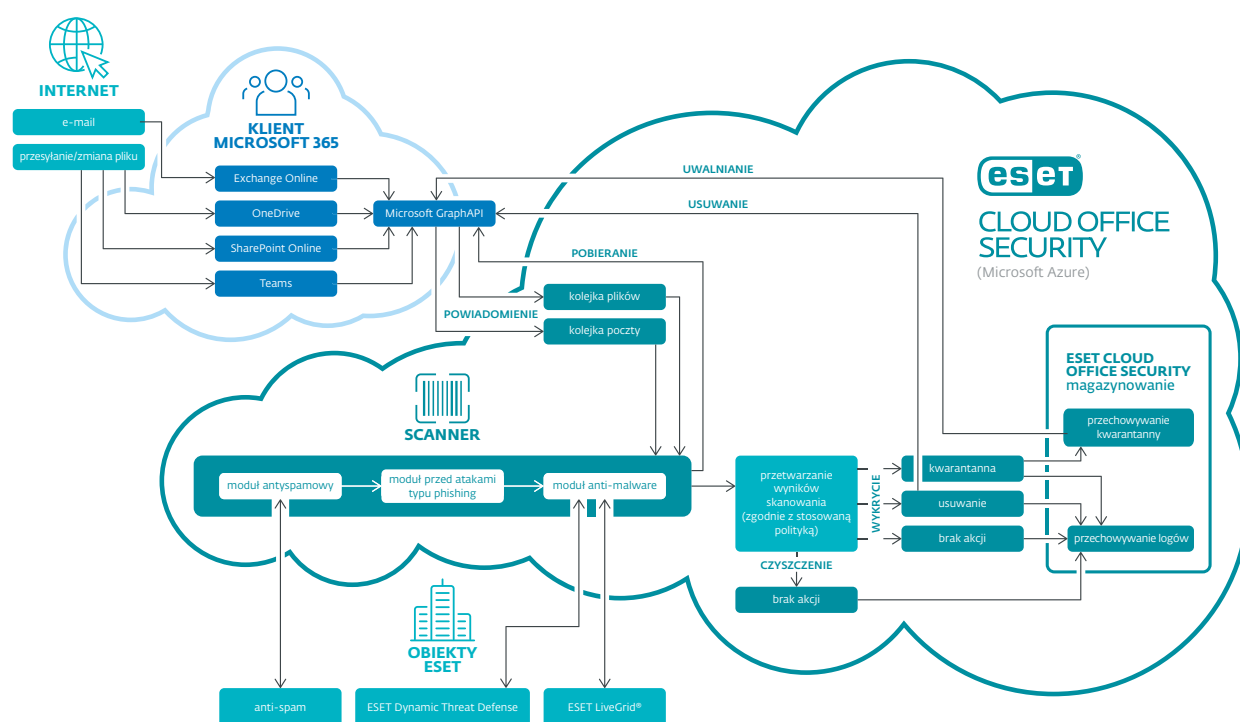 INTERNET
e-mail
przesyłanie/zmiana pliku
KLIENT
MICROSOFT 365
Exchange Online
OneDrive
SharePoint Online
Teams
Microsoft GraphAPI
UWALNIANIE
USUWANIE
POBIERANIE
POWIADOMIENIE
kolejka plików
kolejka poczty
eseT®
CLOUD OFFICE
SECURITY
(Microsoft Azure)
SCANNER
moduł antyspamowy
moduł przed atakami
typu phishing
moduł anti-malware
przetwarzanie
wyników
skanowania
(zgodnie z stosowaną
polityką)
WYKRYCIE
kwarantanna
usuwanie
brak akcji
CZYSZCZENIE
brak akcji
ESET CLOUD
OFFICE SECURITY
magazynowanie
przechowywanie
kwarantanny
przechowywanie logów
OBIEKTY
ESET
anti-spam
ESET Dynamic Threat Defense
ESET LiveGrid®